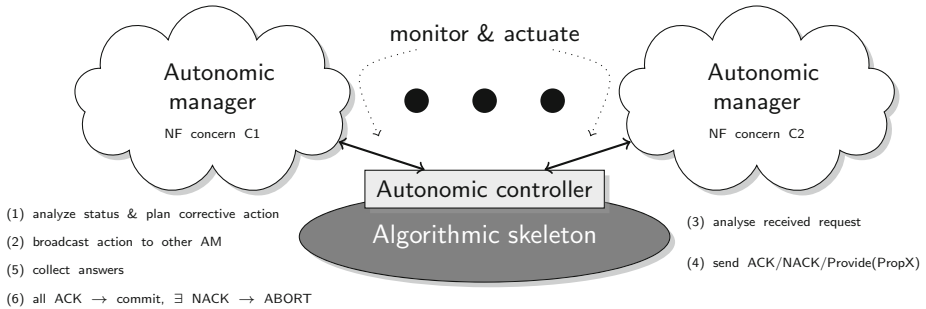 monitor & actuate
Autonomic
manager
NF concern C1
Autonomic
manager
NF concern C2
Autonomic controller
Algorithmic skeleton
(1) analyze status & plan corrective action
(2) broadcast action to other AM
(5) collect answers
(6) all ACK → commit, ∃ NACK → ABORT
(3) analyse received request
(4) send ACK/NACK/Provide(PropX)